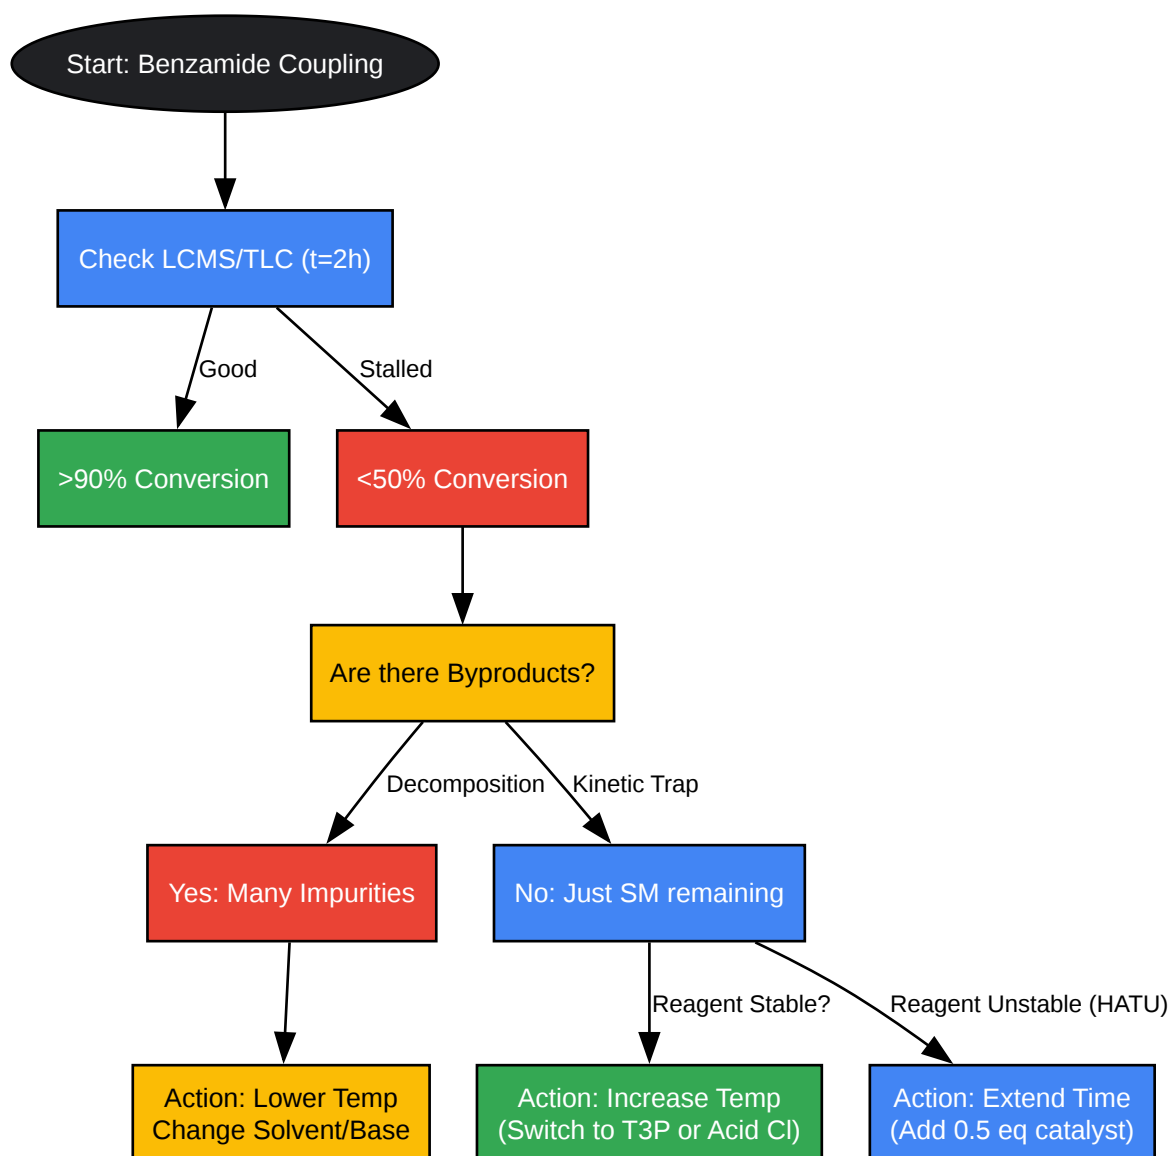 Start: Benzamide Coupling
Check LCMS/TLC (t=2h)
Good
Stalled
>90% Conversion
<50% Conversion
Are there Byproducts?
Decomposition
Kinetic Trap
Yes: Many Impurities
No: Just SM remaining
Reagent Stable?
Reagent Unstable (HATU)
Action: Lower Temp
Change Solvent/Base
Action: Increase Temp
(Switch to T3P or Acid Cl)
Action: Extend Time
(Add 0.5 eq catalyst)